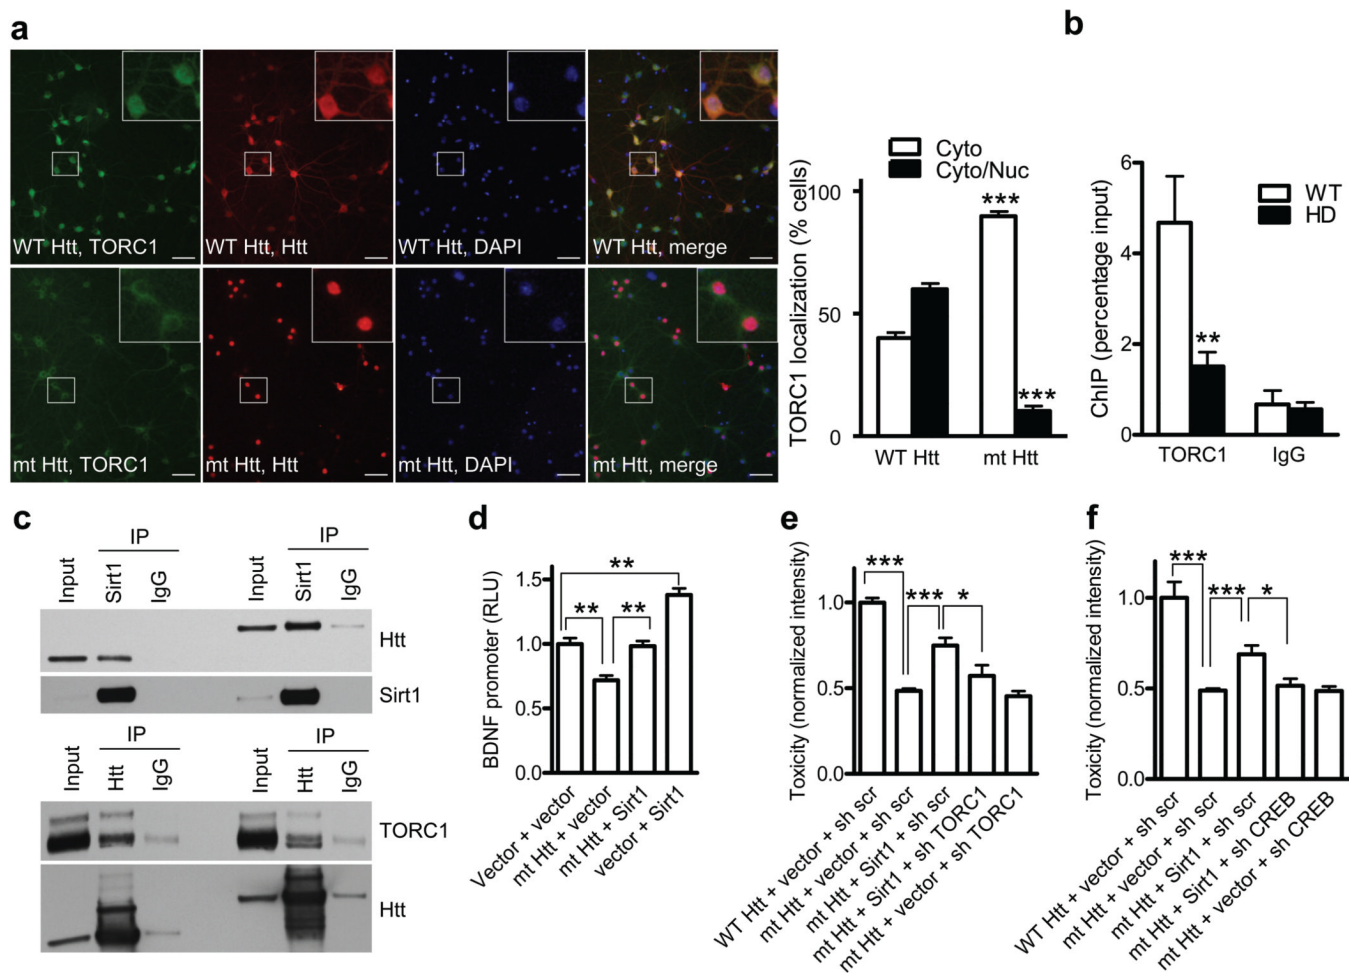 a
WT Htt, TORC1
WT Htt, Htt
WT Htt, DAPI
WT Htt, merge
mt Htt, TORC1
mt Htt, Htt
mt Htt, DAPI
mt Htt, merge
TORC1 localization (% cells)
Cyto
Cyto/Nuc
100
50
0
***
***
WT Htt
mt Htt
b
ChIP (percentage input)
6
4
2
0
WT
HD
**
TORC1
IgG
c
IP
IP
Input
Sirt1
IgG
Input
Sirt1
IgG
Htt
Sirt1
IP
IP
Input
Htt
IgG
Input
Htt
IgG
TORC1
Htt
d
BDNF promoter (RLU)
1.5
1.0
0.5
0.0
**
**
**
Vector + vector
mt Htt + vector
mt Htt + Sirt1
vector + Sirt1
e
Toxicity (normalized intensity)
1.0
0.5
0.0
***
***
*
WT Htt + vector + sh scr
mt Htt + vector + sh scr
mt Htt + Sirt1 + sh scr
mt Htt + Sirt1 + sh TORC1
mt Htt + vector + sh TORC1
f
Toxicity (normalized intensity)
1.0
0.5
0.0
***
***
*
WT Htt + vector + sh scr
mt Htt + vector + sh scr
mt Htt + Sirt1 + sh scr
mt Htt + Sirt1 + sh CREB
mt Htt + vector + sh CREB